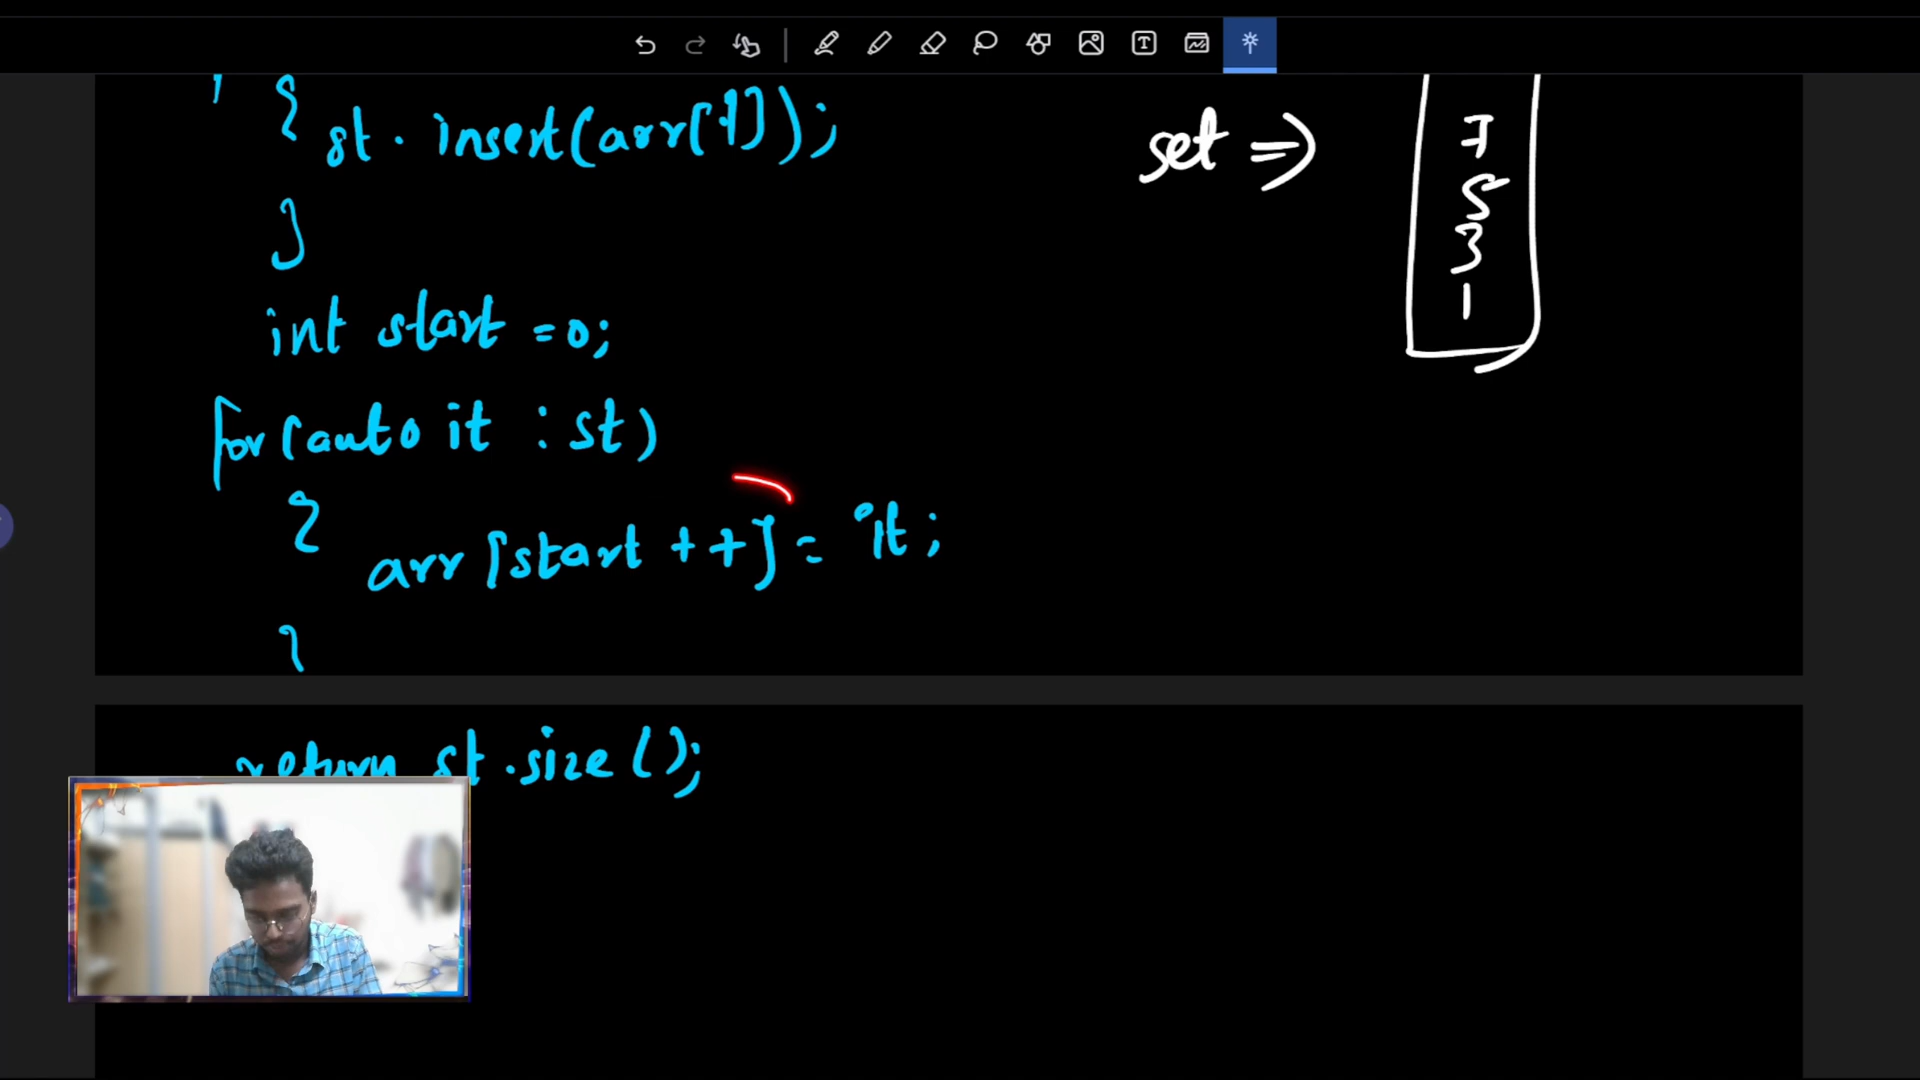 { st.insert(arr[i]);
}
int start = 0;
for(auto it : st)
{
arr[start ++] = it;
}
return st.size();
set =>
7
5
3
1